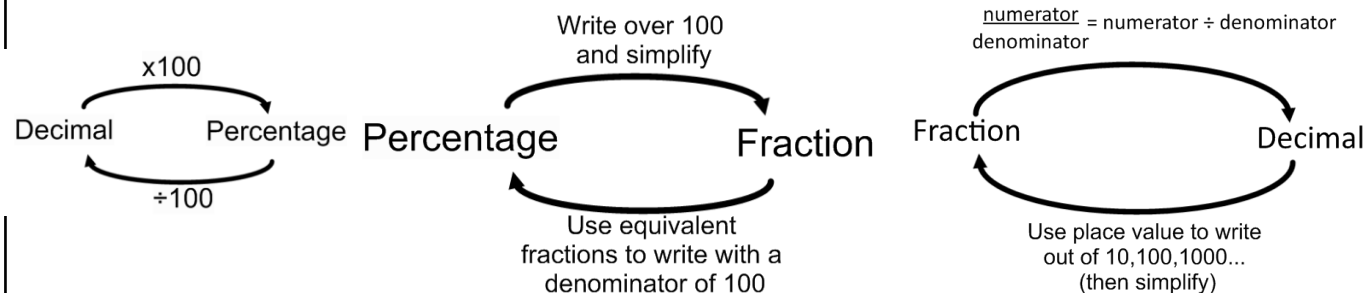 x100
Decimal
Percentage
÷100
Write over 100
and simplify
Percentage
Fraction
Use equivalent
fractions to write with a
denominator of 100
numerator
denominator
= numerator ÷ denominator
Fraction
Decimal
Use place value to write
out of 10,100,1000...
(then simplify)